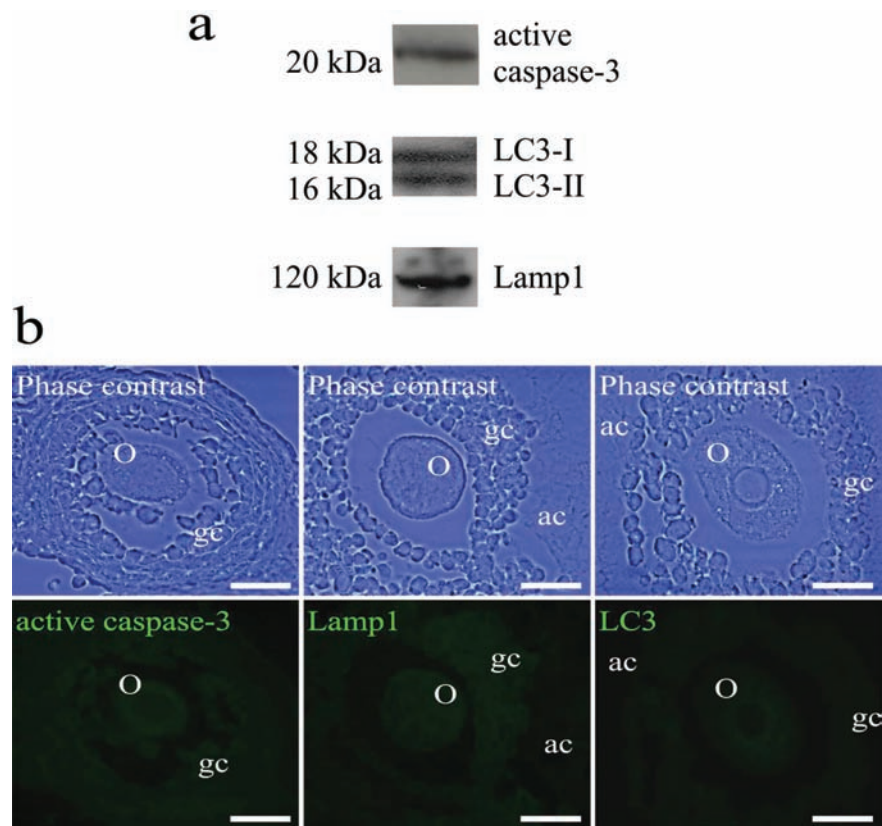 a
20 kDa
active
caspase-3
18 kDa
LC3-I
16 kDa
LC3-II
120 kDa
Lamp1
b
Phase contrast
O
gc
Phase contrast
gc
O
ac
Phase contrast
ac
O
gc
active caspase-3
O
gc
Lamp1
gc
O
ac
LC3
ac
O
gc